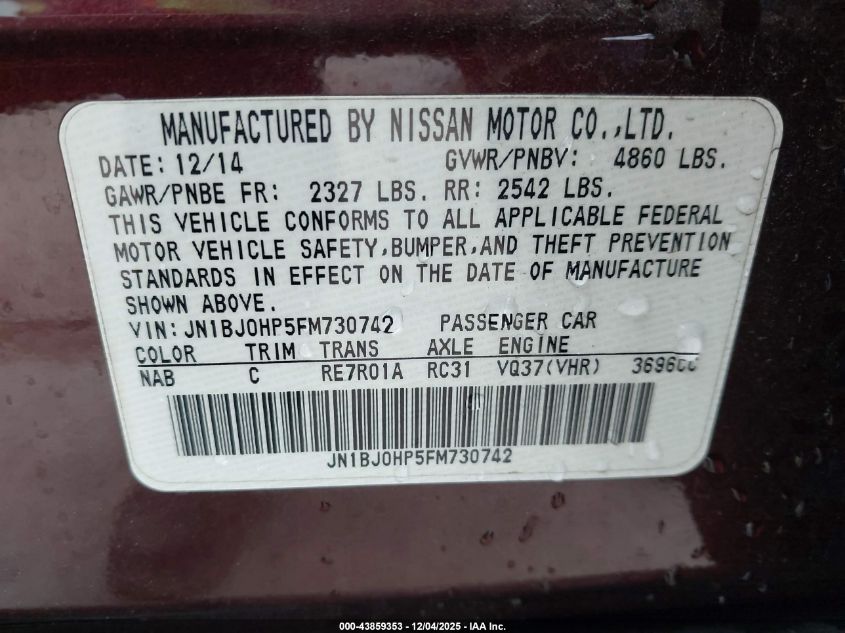 MANUFACTURED BY NISSAN MOTOR CO.,LTD.
DATE: 12/14 GVWR/PNBV: 4860 LBS.
GAWR/PNBE FR: 2327 LBS. RR: 2542 LBS.
THIS VEHICLE CONFORMS TO ALL APPLICABLE FEDERAL
MOTOR VEHICLE SAFETY,BUMPER,AND THEFT PREVENTION
STANDARDS IN EFFECT ON THE DATE OF MANUFACTURE
SHOWN ABOVE.
VIN:JN1BJ0HP5FM730742 PASSENGER CAR
COLOR TRIM TRANS AXLE ENGINE
NAB C RE7R01A RC31 VQ37(VHR)
JN1BJ0HP5FM730742
000-43859353 - 12/04/2025 - IAA Inc.